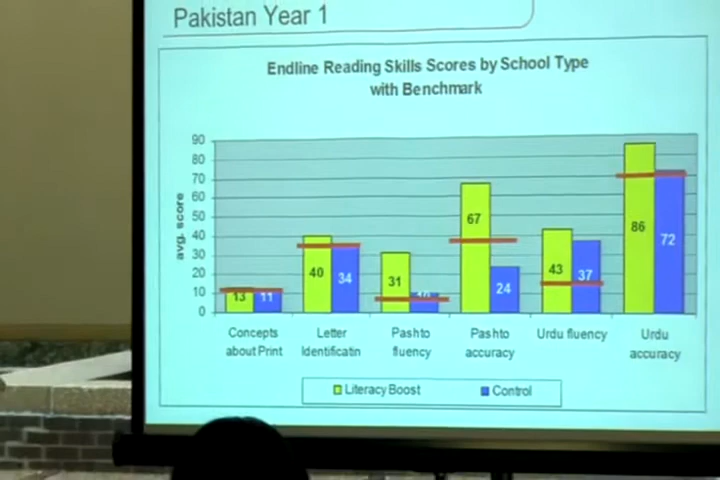 Pakistan Year 1
Endline Reading Skills Scores by School Type
with Benchmark
90
80
70
60
50
40
30
20
10
0
avg. score
13
11
40
34
31
10
67
24
43
37
86
72
Concepts
about Print
Letter
Identificatin
Pashto
fluency
Pashto
accuracy
Urdu fluency
Urdu
accuracy
Literacy Boost
Control